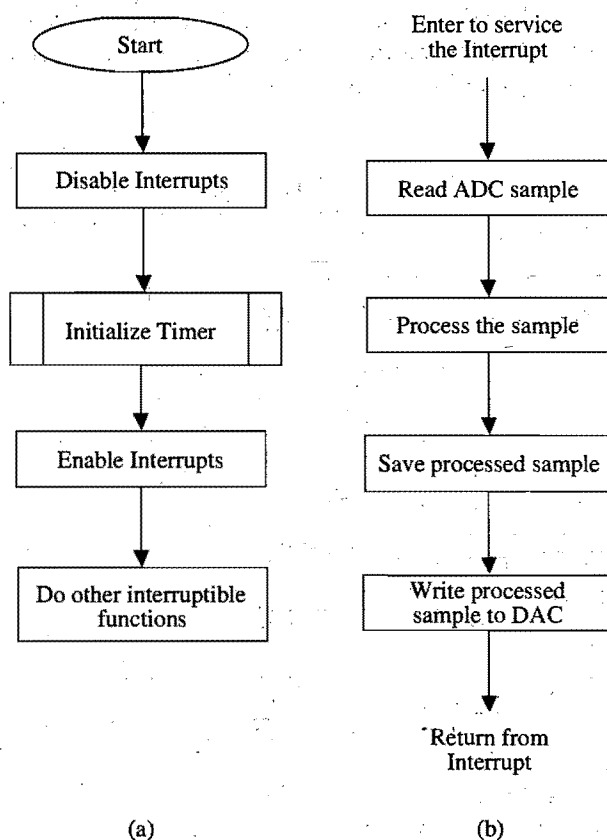 Start
Disable Interrupts
Initialize Timer
Enable Interrupts
Do other interruptible
functions
(a)
Enter to service
the Interrupt
Read ADC sample
Process the sample
Save processed sample
Write processed
sample to DAC
Return from
Interrupt
(b)